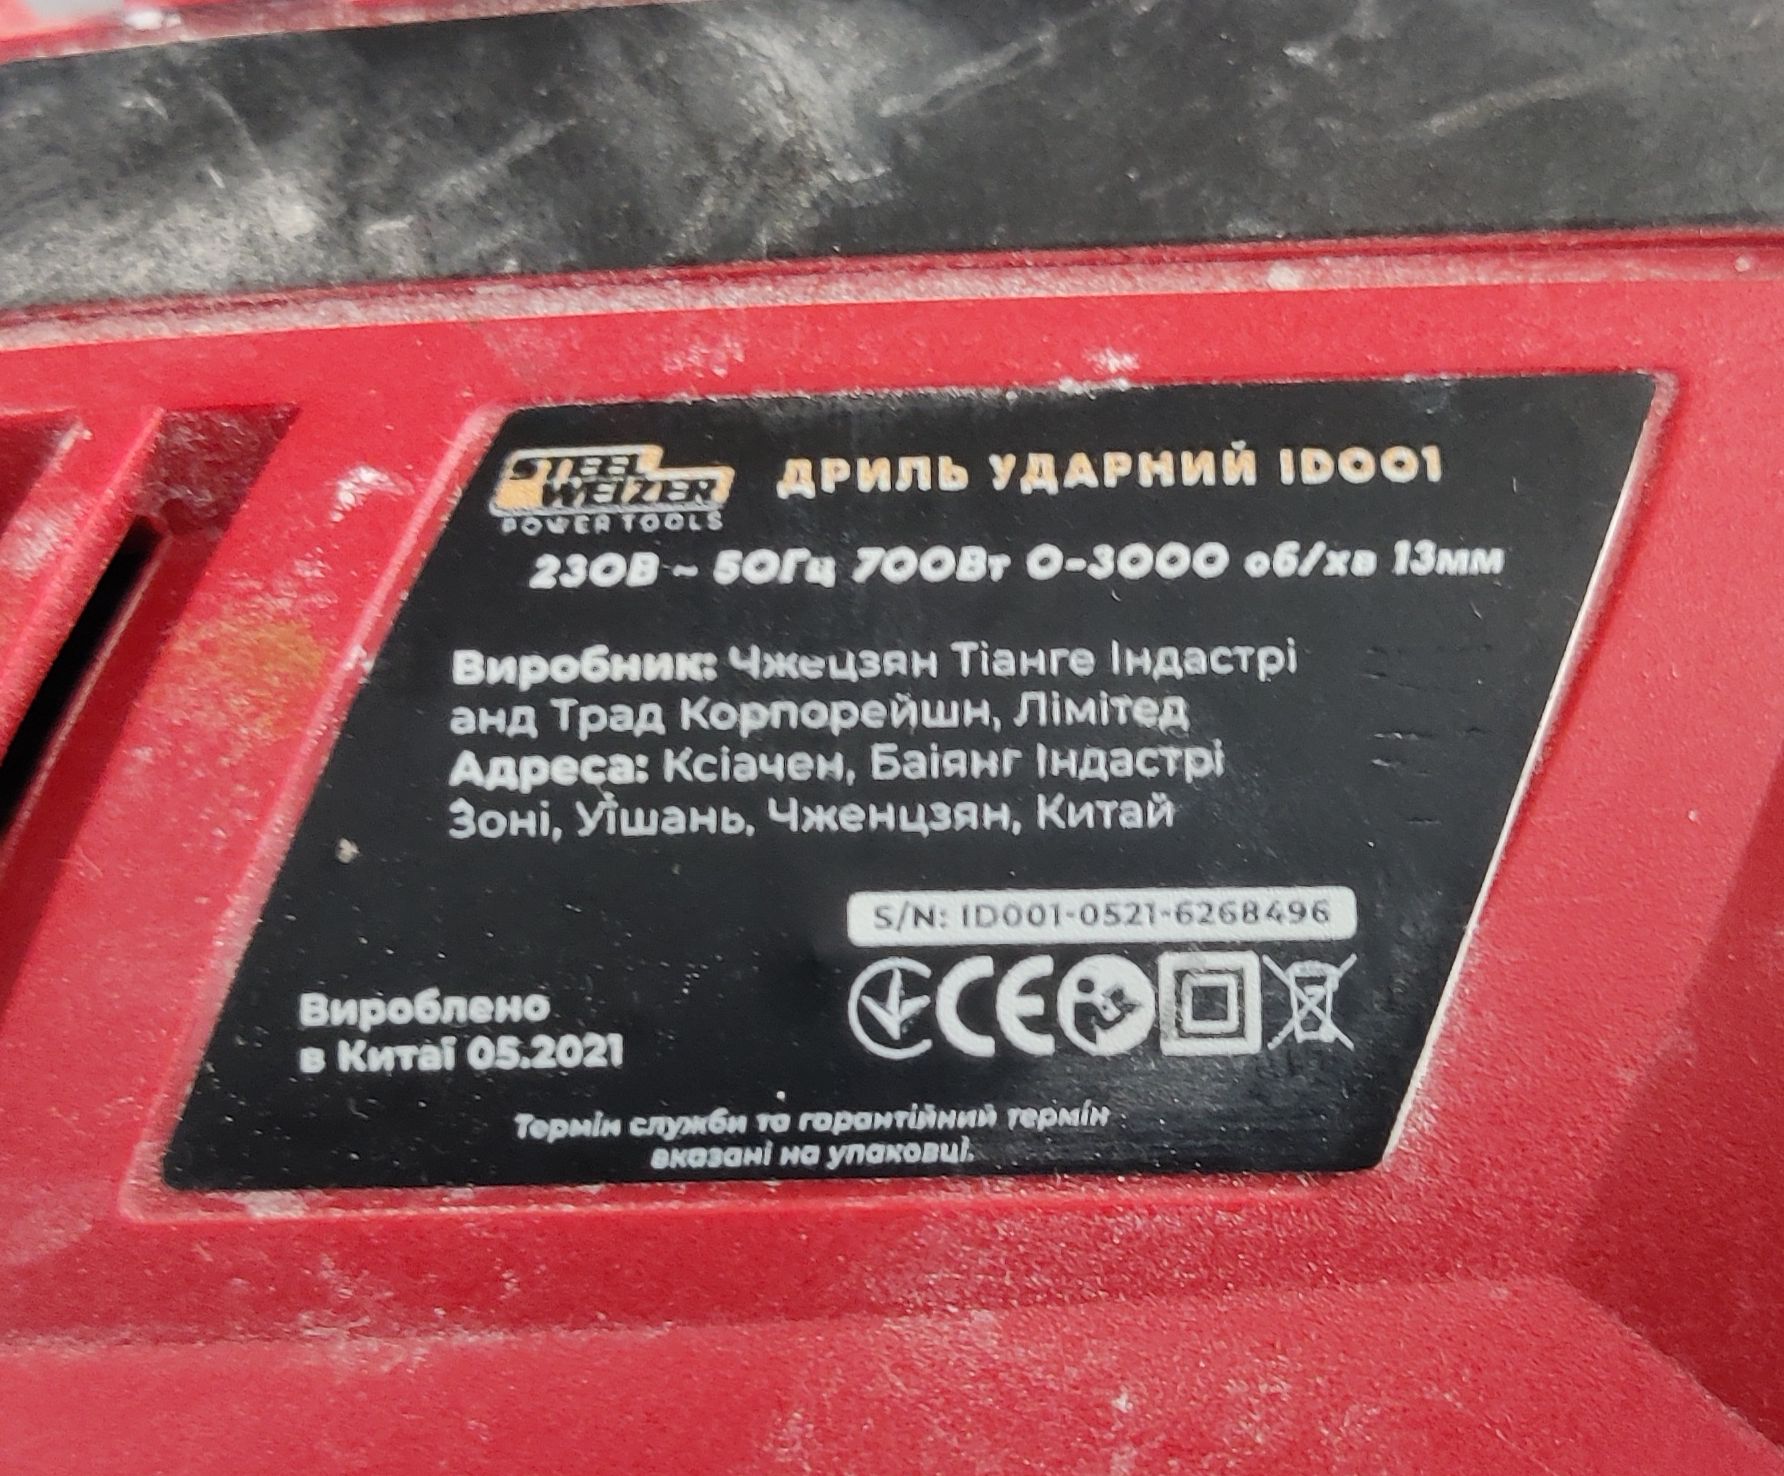 STEEL
WEIZER
POWER TOOLS
ДРИЛЬ УДАРНИЙ ID001
230В ~ 50Гц 700Вт 0-3000 об/хв 13мм
Виробник: Чжецзян Тіанге Індастрі
анд Трад Корпорейшн, Лімітед
Адреса: Ксіачен, Баіянг Індастрі
Зоні, Уїшань, Чженцзян, Китай
S/N: ID001-0521-6268496
CE
Вироблено
в Китаї 05.2021
Термін служби та гарантійний термін
вказані на упаковці.